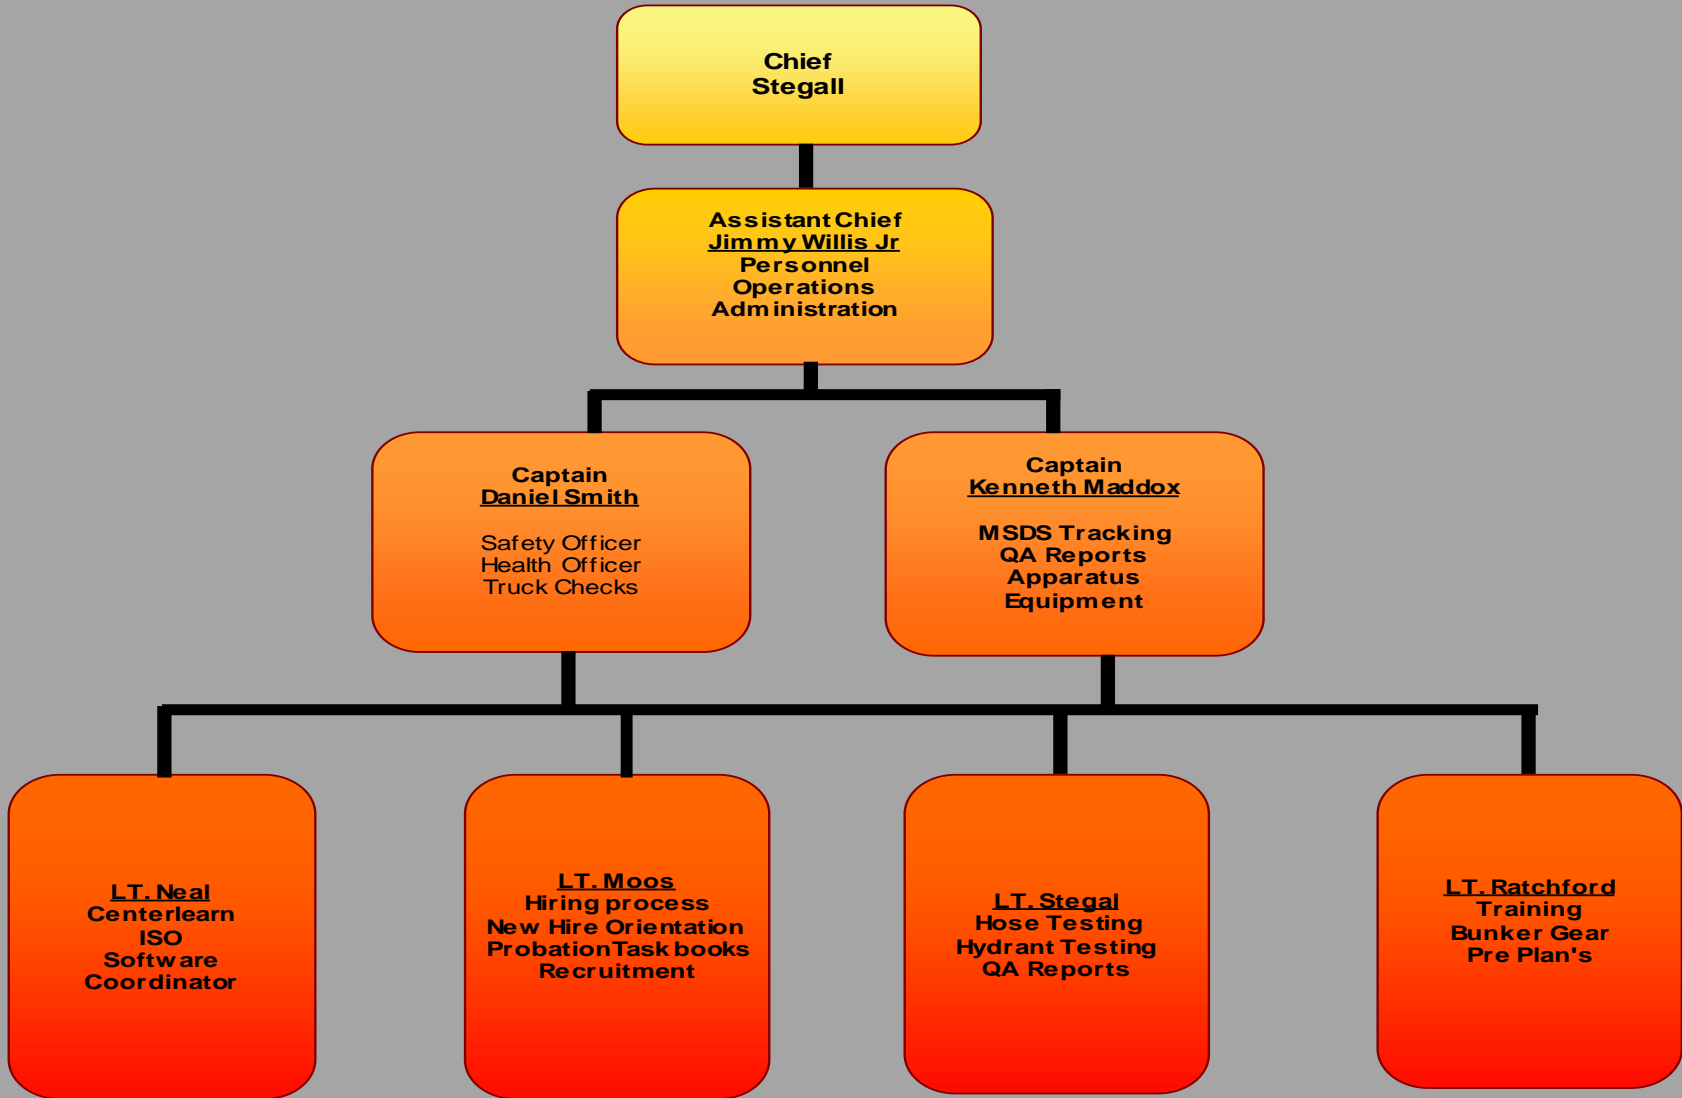 Chief
Stegall
Assistant Chief
Jimmy Willis Jr
Personnel
Operations
Administration
Captain
Daniel Smith
Safety Officer
Health Officer
Truck Checks
Captain
Kenneth Maddox
MSDS Tracking
QA Reports
Apparatus
Equipment
LT. Neal
Centerlearn
ISO
Software
Coordinator
LT. Moos
Hiring process
New Hire Orientation
Probation Task books
Recruitment
LT. Stegal
Hose Testing
Hydrant Testing
QA Reports
LT. Ratchford
Training
Bunker Gear
Pre Plan's